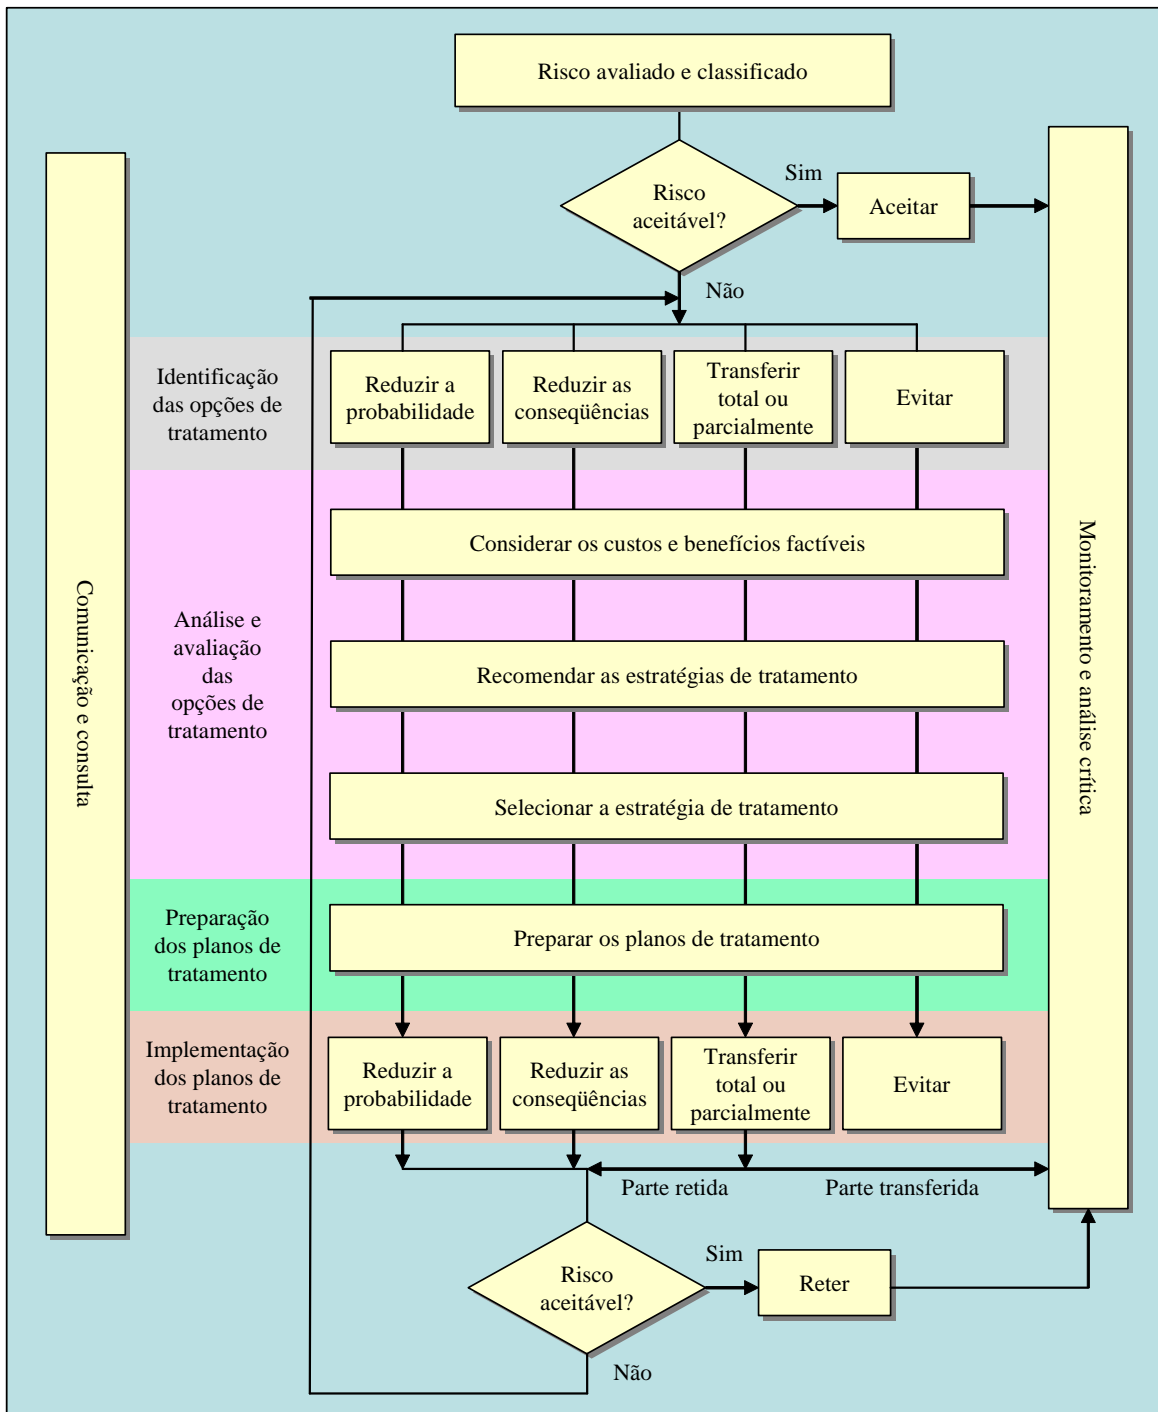 Risco avaliado e classificado
Risco
aceitável?
Sim
Aceitar
Não
Comunicação e consulta
Monitoramento e análise crítica
Identificação
das opções de
tratamento
Reduzir a
probabilidade
Reduzir as
conseqüências
Transferir
total ou
parcialmente
Evitar
Análise e
avaliação
das
opções de
tratamento
Considerar os custos e benefícios factíveis
Recomendar as estratégias de tratamento
Selecionar a estratégia de tratamento
Preparação
dos planos de
tratamento
Preparar os planos de tratamento
Implementação
dos planos de
tratamento
Reduzir a
probabilidade
Reduzir as
conseqüências
Transferir
total ou
parcialmente
Evitar
Parte retida
Parte transferida
Risco
aceitável?
Sim
Reter
Não